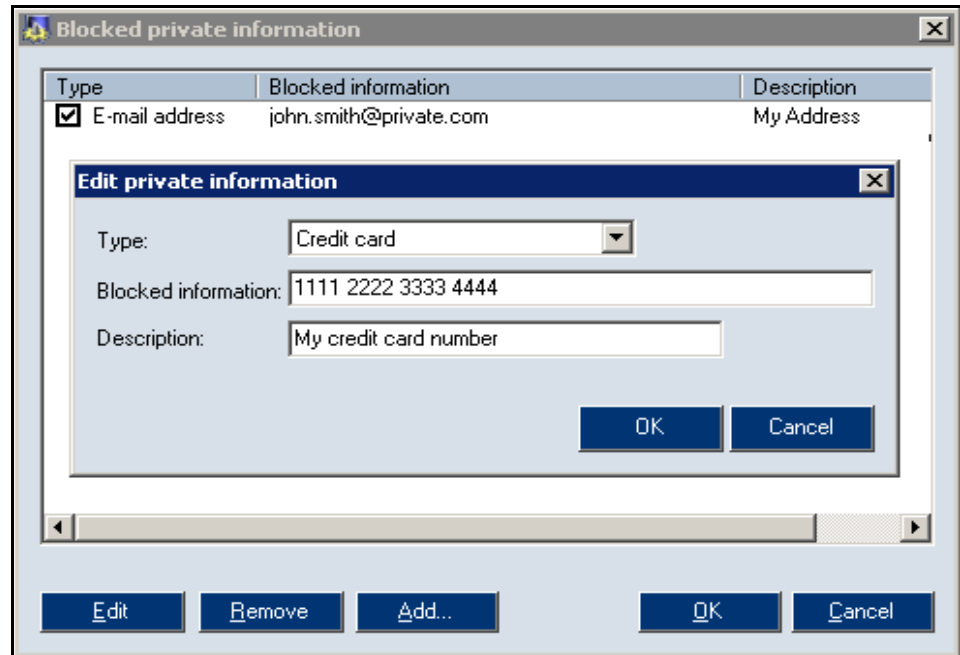 Blocked private information
Type Blocked information Description
E-mail address john.smith@private.com My Address
Edit private information
Type: Credit card
Blocked information: 1111 2222 3333 4444
Description: My credit card number
OK Cancel
Edit Remove Add... OK Cancel